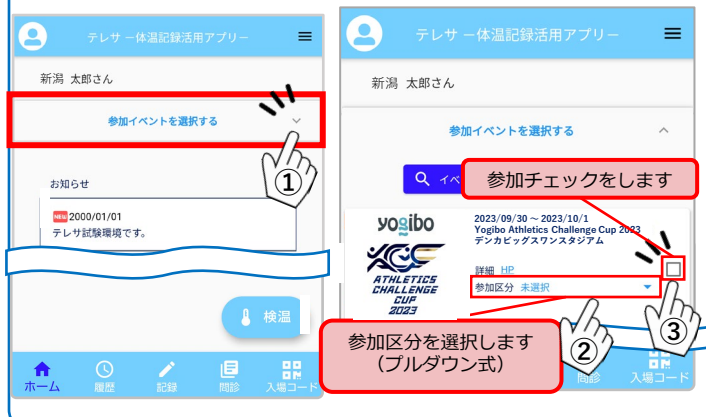 テレサ ー体温記録活用アプリー
新潟 太郎さん
参加イベントを選択する
①
お知らせ
NEW 2000/01/01
テレサ試験環境です。
検温
ホーム
履歴
記録
問診
入場コード
テレサ ー体温記録活用アプリー
新潟 太郎さん
参加イベントを選択する
イベ
参加チェックをします
yogibo
ATHLETICS
CHALLENGE
CUP
2023
2023/09/30 ~ 2023/10/1
Yogibo Athletics Challenge Cup 2023
デンカビッグスワンスタジアム
詳細 HP
参加区分 未選択
参加区分を選択します
(プルダウン式)
②
③
問診
入場コード